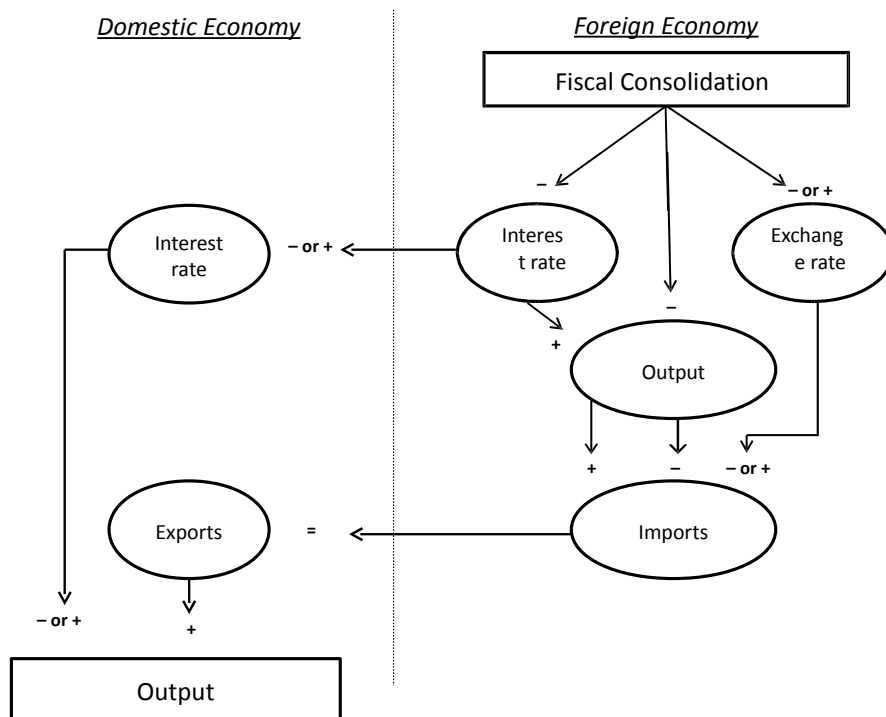 Domestic Economy
Foreign Economy
Fiscal Consolidation
–
– or +
Interest
rate
– or +
Interes
t rate
Exchang
e rate
–
+
Output
+
–
– or +
Exports
=
Imports
– or +
+
Output